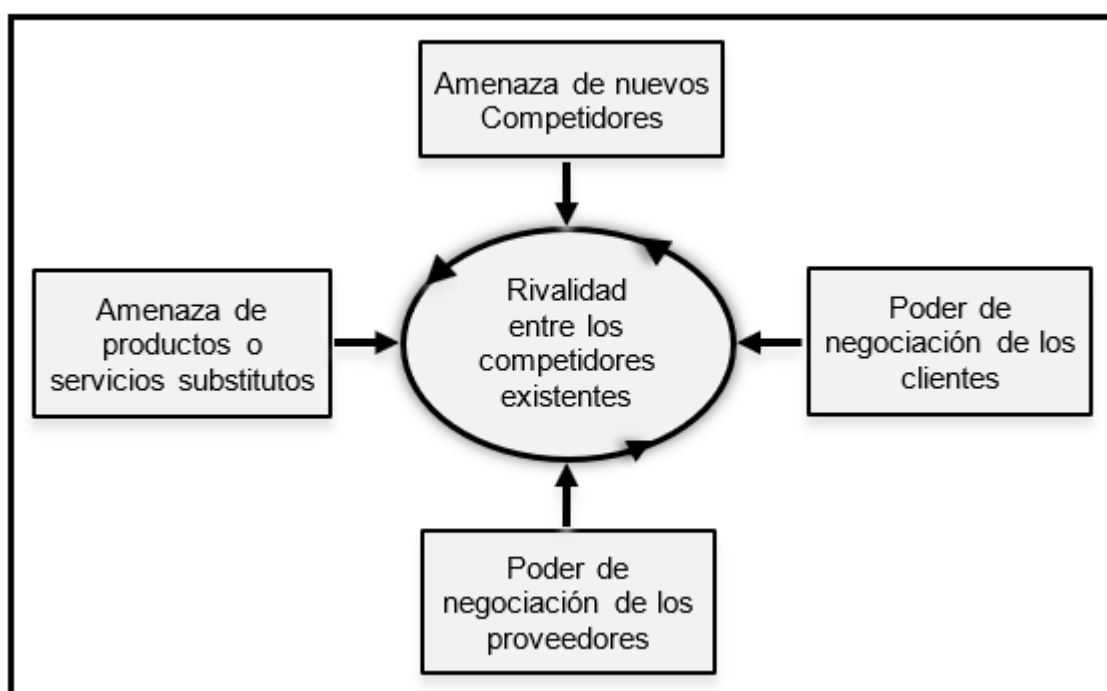 Amenaza de nuevos
Competidores
Amenaza de
productos o
servicios substitutos
Rivalidad
entre los
competidores
existentes
Poder de
negociación de los
clientes
Poder de
negociación de los
proveedores